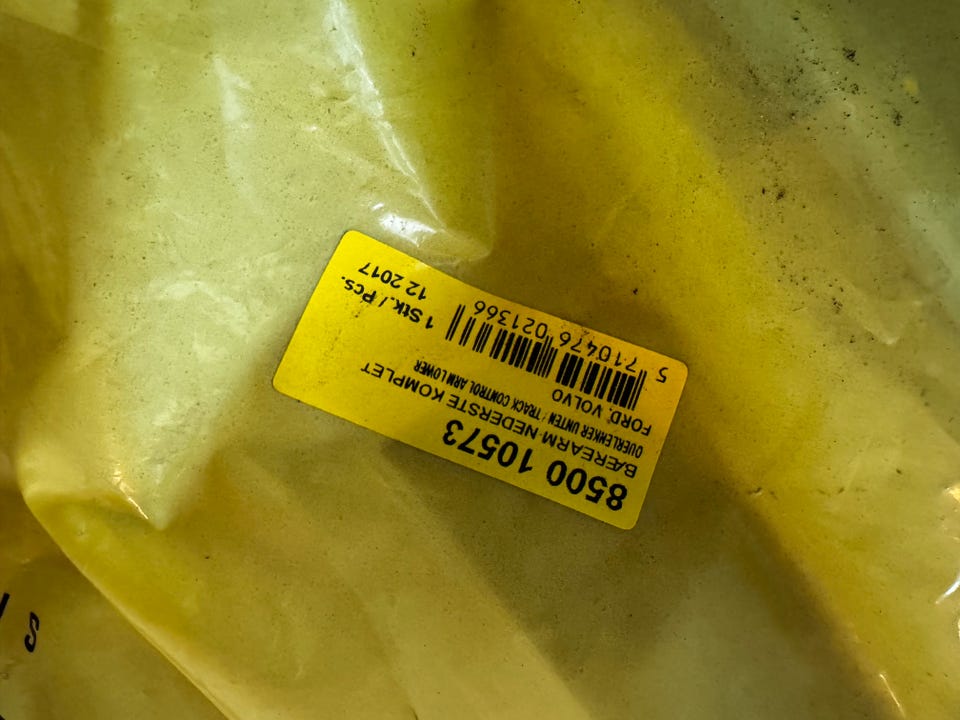 8500 10573
BÆREARM-NEDERSTE KOMPLET
QUERLENKER UNTEN / TRACK CONTROL ARM LOWER
FORD, VOLVO
5 710476 021366
1 Stk./ Pcs.
12 2017
S